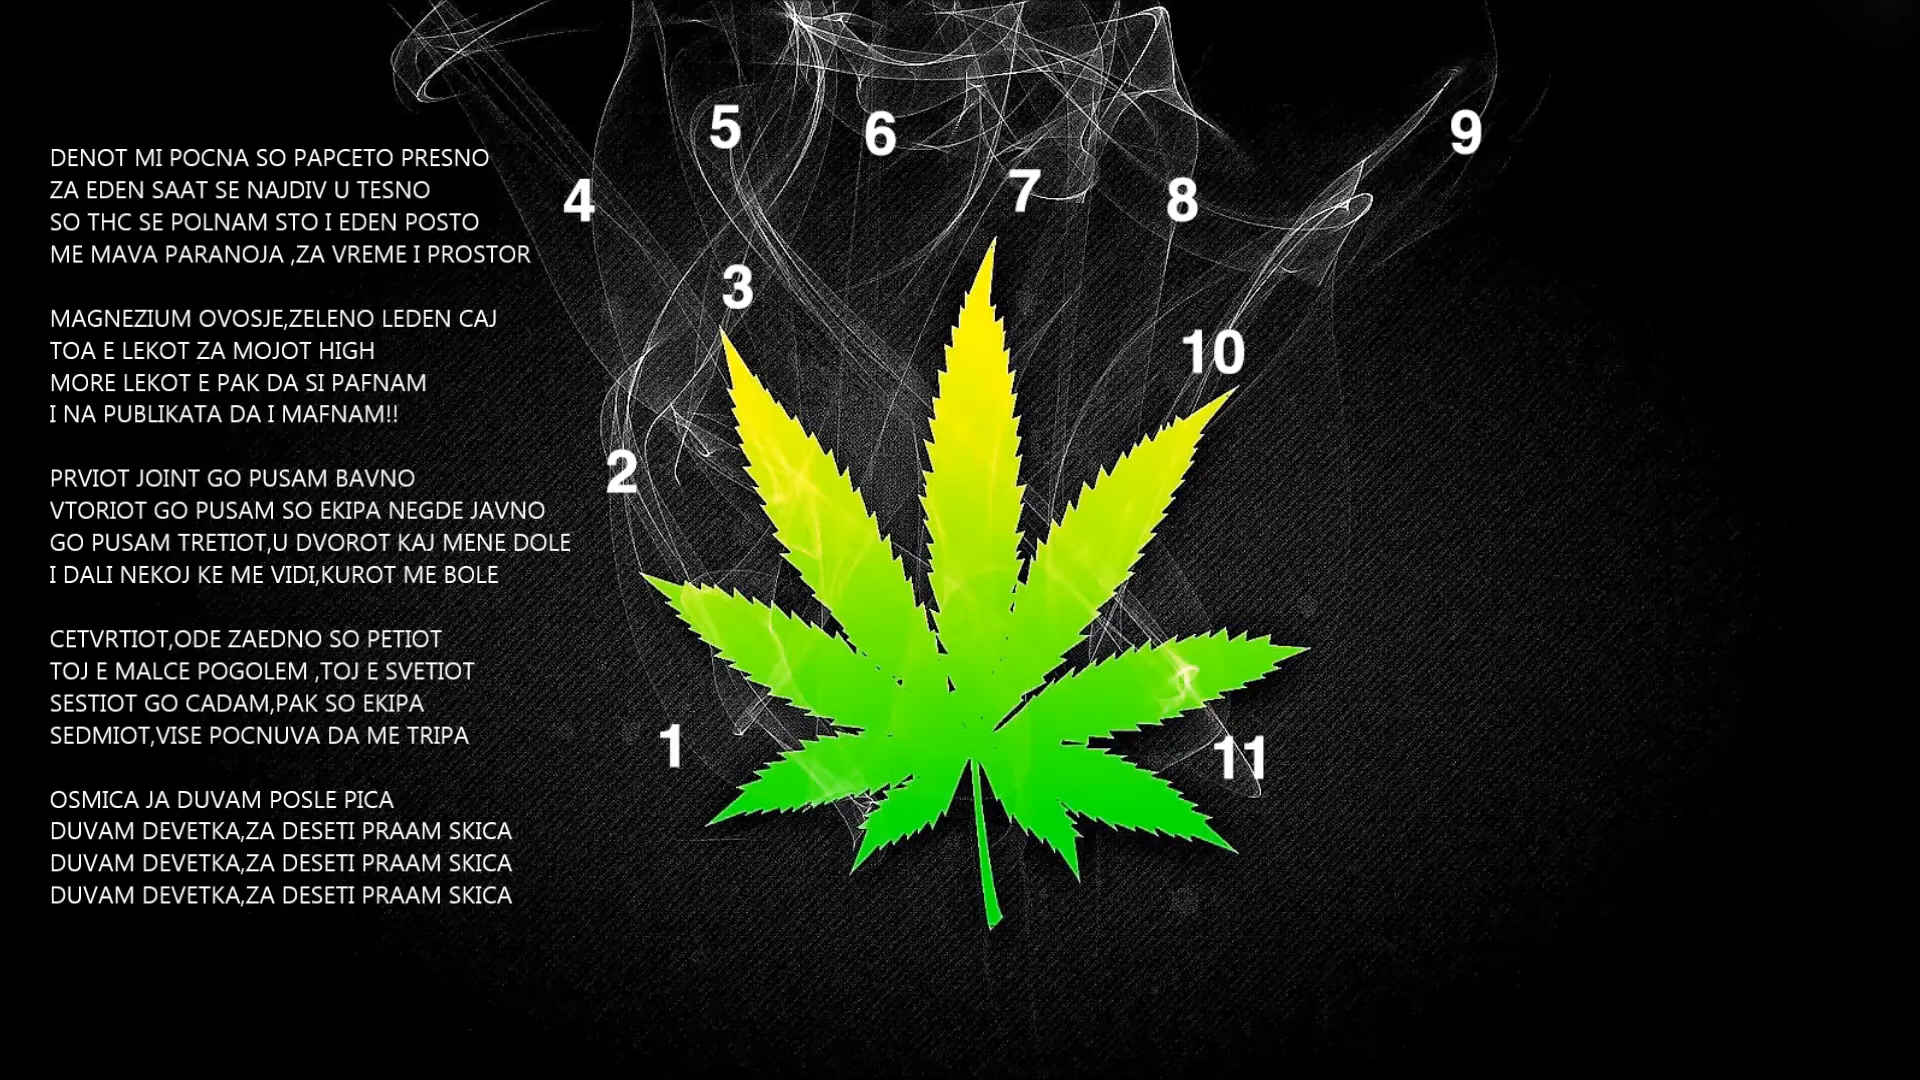 DENOT MI POCNA SO PAPCETO PRESNO
ZA EDEN SAAT SE NAJDIV U TESNO
SO THC SE POLNAM STO I EDEN POSTO
ME MAVA PARANOJA ,ZA VREME I PROSTOR
MAGNEZIUM OVOSJE,ZELENO LEDEN CAJ
TOA E LEKOT ZA MOJOT HIGH
MORE LEKOT E PAK DA SI PAFNAM
I NA PUBLIKATA DA I MAFNAM!!
PRVIOT JOINT GO PUSAM BAVNO
VTORIOT GO PUSAM SO EKIPA NEGDE JAVNO
GO PUSAM TRETIOT,U DVOROT KAJ MENE DOLE
I DALI NEKOJ KE ME VIDI,KUROT ME BOLE
CETVRTIOT,ODE ZAEDNO SO PETIOT
TOJ E MALCE POGOLEM ,TOJ E SVETIOT
SESTIOT GO CADAM,PAK SO EKIPA
SEDMIOT,VISE POCNUVA DA ME TRIPA
OSMICA JA DUVAM POSLE PICA
DUVAM DEVETKA,ZA DESETI PRAAM SKICA
DUVAM DEVETKA,ZA DESETI PRAAM SKICA
DUVAM DEVETKA,ZA DESETI PRAAM SKICA
1
2
3
4
5
6
7
8
9
10
11